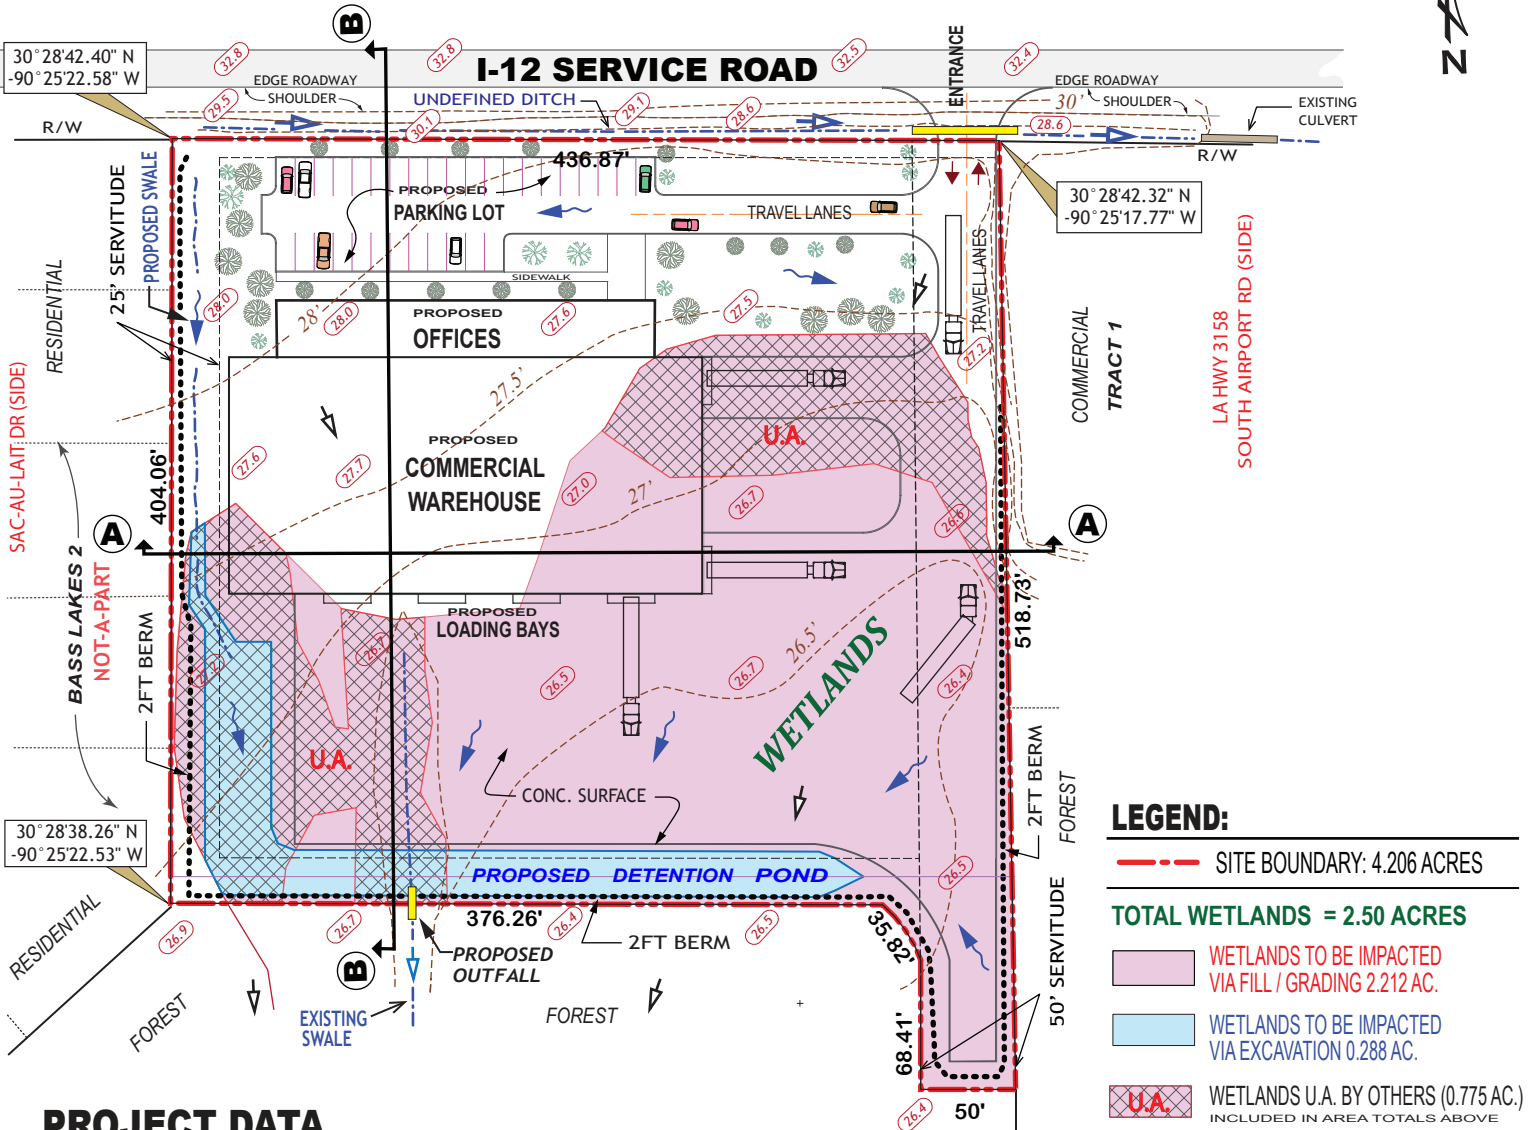 B
N
30°28'42.40" N
-90°25'22.58" W
32.8
32.8
32.5
32.4
I-12 SERVICE ROAD
ENTRANCE
EDGE ROADWAY
SHOULDER
EDGE ROADWAY
SHOULDER
UNDEFINED DITCH
29.5
30.1
29.1
28.6
30'
28.6
EXISTING
CULVERT
R/W
R/W
436.87'
30°28'42.32" N
-90°25'17.77" W
25' SERVITUDE
PROPOSED SWALE
PROPOSED
PARKING LOT
TRAVEL LANES
TRAVEL LANES
SIDEWALK
RESIDENTIAL
28.0
28'
28.0
PROPOSED
OFFICES
27.6
27.5
27.2
COMMERCIAL
TRACT 1
LA HWY 3158
SOUTH AIRPORT RD (SIDE)
SAC-AU-LAIT DR (SIDE)
27.5'
U.A.
PROPOSED
COMMERCIAL
WAREHOUSE
27.6
27.7
27.0
27'
26.7
26.6
404.06'
A
A
BASS LAKES 2
NOT-A-PART
2FT BERM
518.73'
PROPOSED
LOADING BAYS
27.2
26.7
26.5
26.7
26.5'
26.4
WETLANDS
U.A.
CONC. SURFACE
2FT BERM
FOREST
30°28'38.26" N
-90°25'22.53" W
PROPOSED DETENTION POND
26.5
376.26'
35.82'
RESIDENTIAL
26.9
26.7
26.4
26.5
2FT BERM
B
PROPOSED
OUTFALL
50' SERVITUDE
FOREST
EXISTING
SWALE
FOREST
68.41'
26.4
50'
LEGEND:
SITE BOUNDARY: 4.206 ACRES
TOTAL WETLANDS = 2.50 ACRES
WETLANDS TO BE IMPACTED
VIA FILL / GRADING 2.212 AC.
WETLANDS TO BE IMPACTED
VIA EXCAVATION 0.288 AC.
U.A.
WETLANDS U.A. BY OTHERS (0.775 AC.)
INCLUDED IN AREA TOTALS ABOVE
PROJECT DATA